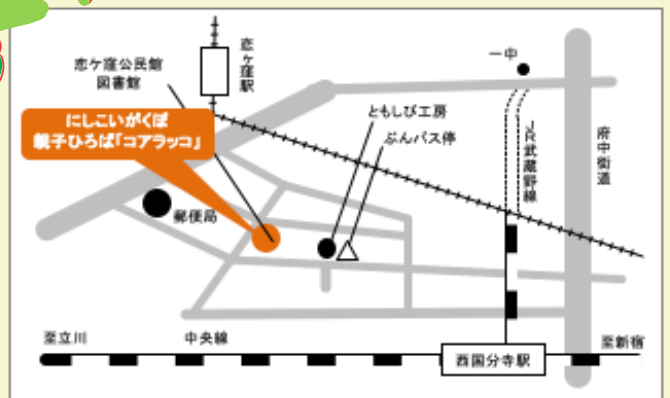 恋ケ窪公民館
図書館
恋ヶ窪駅
一中
にしこいがくぼ
親子ひろば「コアラッコ」
ともしび工房
ぶんバス停
JR武蔵野線
府中街道
郵便局
至立川
中央線
西国分寺駅
至新宿